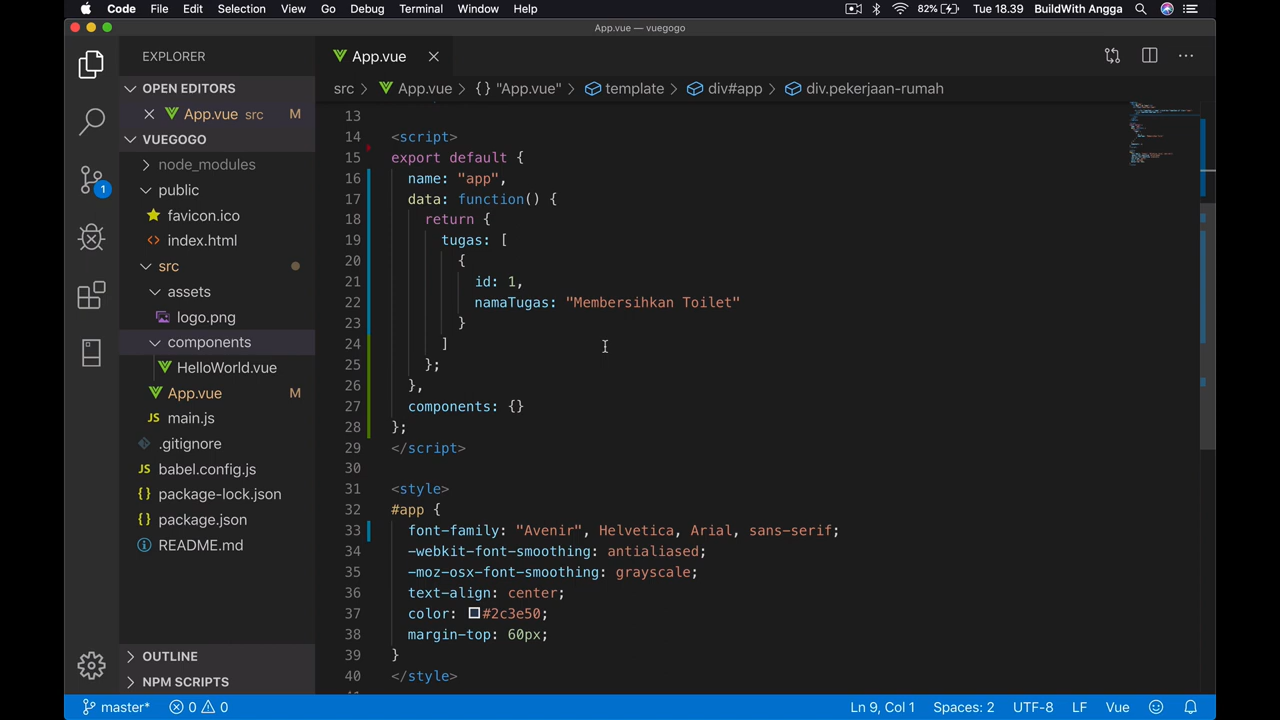 Code File Edit Selection View Go Debug Terminal Window Help 82% Tue 18.39 BuildWith Angga
App.vue — vuegogo
EXPLORER
OPEN EDITORS
App.vue src M
VUEGOGO
node_modules
public
favicon.ico
index.html
src
assets
logo.png
components
HelloWorld.vue
App.vue M
JS main.js
.gitignore
JS babel.config.js
{} package-lock.json
{} package.json
README.md
OUTLINE
NPM SCRIPTS
1
App.vue
src > App.vue > {} "App.vue" > template > div#app > div.pekerjaan-rumah
13
14 <script>
15 export default {
16 name: "app",
17 data: function() {
18 return {
19 tugas: [
20 {
21 id: 1,
22 namaTugas: "Membersihkan Toilet"
23 }
24 ]
25 };
26 },
27 components: {}
28 };
29 </script>
30
31 <style>
32 #app {
33 font-family: "Avenir", Helvetica, Arial, sans-serif;
34 -webkit-font-smoothing: antialiased;
35 -moz-osx-font-smoothing: grayscale;
36 text-align: center;
37 color: #2c3e50;
38 margin-top: 60px;
39 }
40 </style>
master* 0 0 Ln 9, Col 1 Spaces: 2 UTF-8 LF Vue